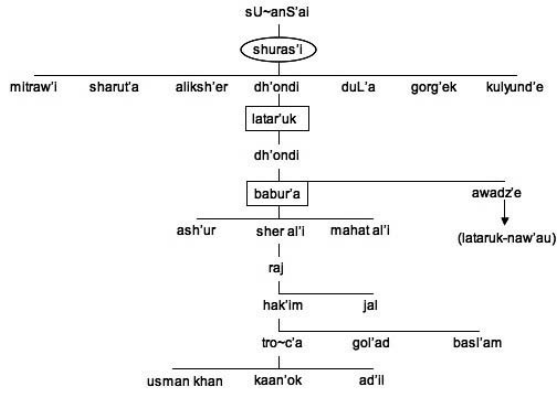 sU~anS'ai
shuras'i
mitraw'i sharut'a aliksh'er dh'ondi duL'a gorg'ek kulyund'e
latar'uk
dh'ondi
babur'a awadz'e
ash'ur sher al'i mahat al'i
(lataruk-naw'au)
raj
hak'im jal
tro~c'a gol'ad basl'am
usman khan kaan'ok ad'il